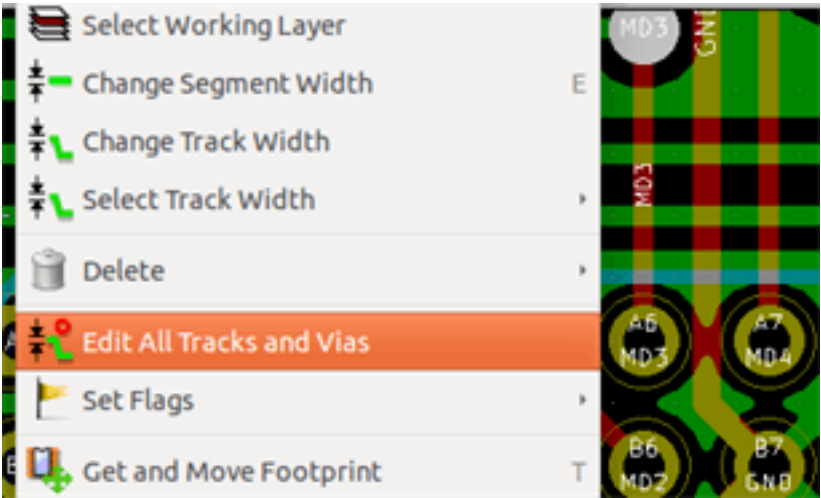 Select Working Layer
Change Segment Width E
Change Track Width
Select Track Width
Delete
Edit All Tracks and Vias
Set Flags
Get and Move Footprint T
MD3
GND
MD3
A6
MD3
A7
MD4
B6
MD2
B7
GND